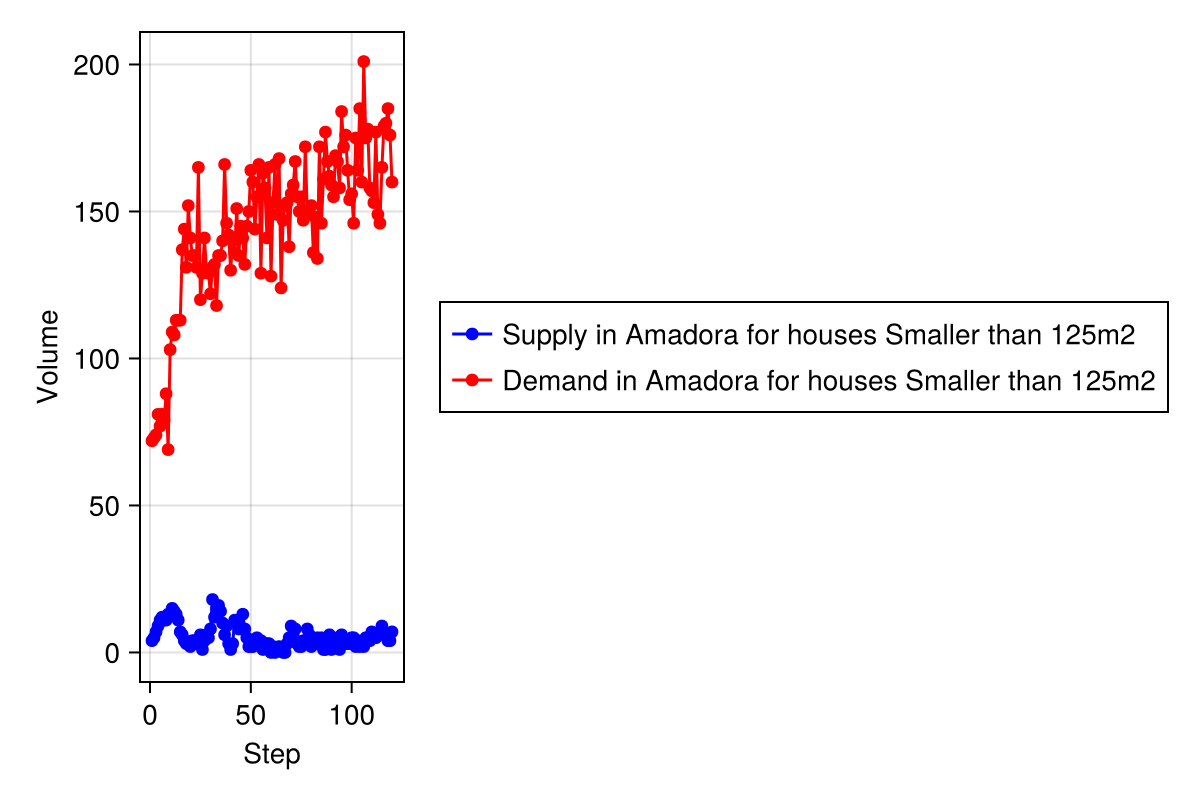 200
150
100
50
0
Volume
0 50 100
Step
Supply in Amadora for houses Smaller than 125m2
Demand in Amadora for houses Smaller than 125m2